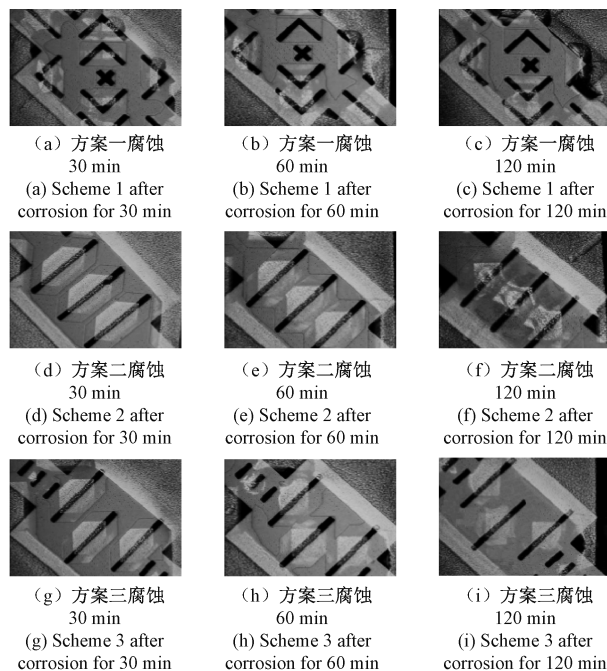 (a) 方案一腐蚀
30 min
(a) Scheme 1 after
corrosion for 30 min
(b) 方案一腐蚀
60 min
(b) Scheme 1 after
corrosion for 60 min
(c) 方案一腐蚀
120 min
(c) Scheme 1 after
corrosion for 120 min
(d) 方案二腐蚀
30 min
(d) Scheme 2 after
corrosion for 30 min
(e) 方案二腐蚀
60 min
(e) Scheme 2 after
corrosion for 60 min
(f) 方案二腐蚀
120 min
(f) Scheme 2 after
corrosion for 120 min
(g) 方案三腐蚀
30 min
(g) Scheme 3 after
corrosion for 30 min
(h) 方案三腐蚀
60 min
(h) Scheme 3 after
corrosion for 60 min
(i) 方案三腐蚀
120 min
(i) Scheme 3 after
corrosion for 120 min